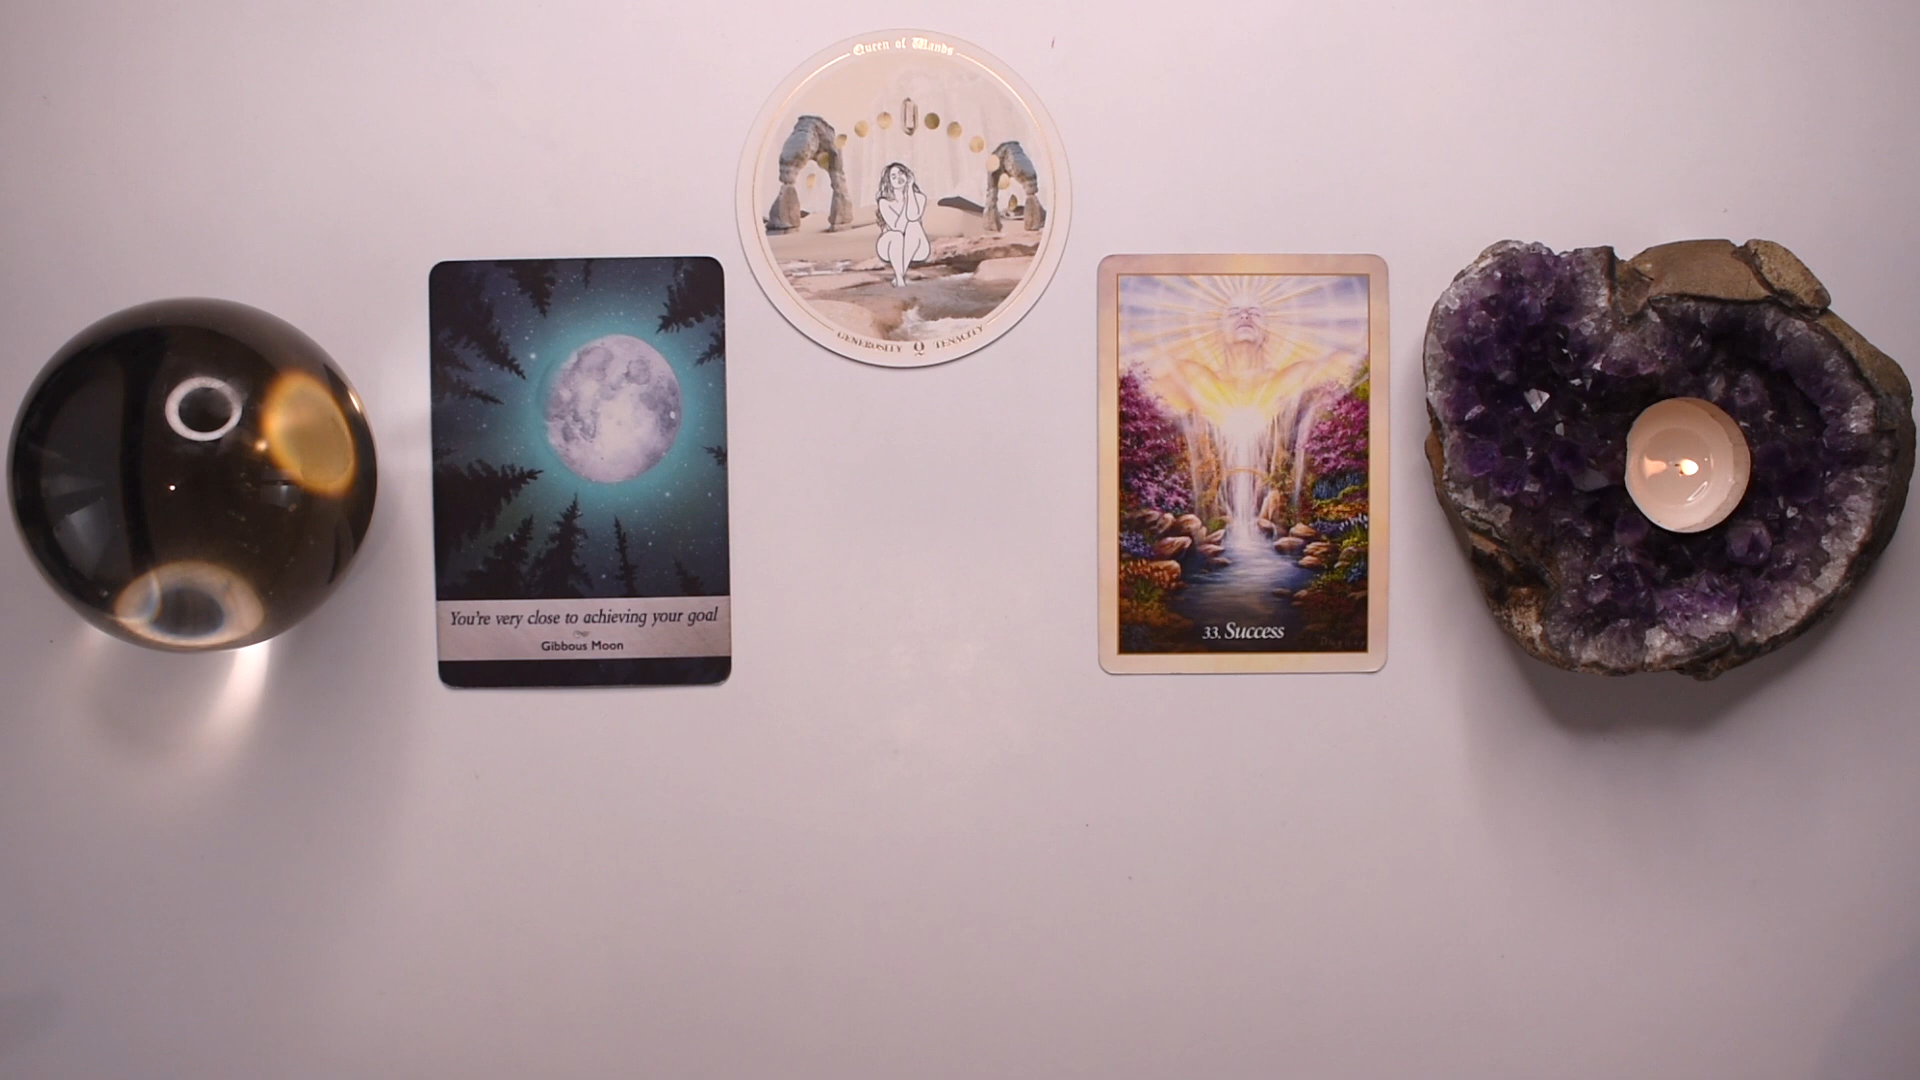 Queen of Wands
GENEROSITY Q TENACITY
You're very close to achieving your goal
Gibbous Moon
33. Success